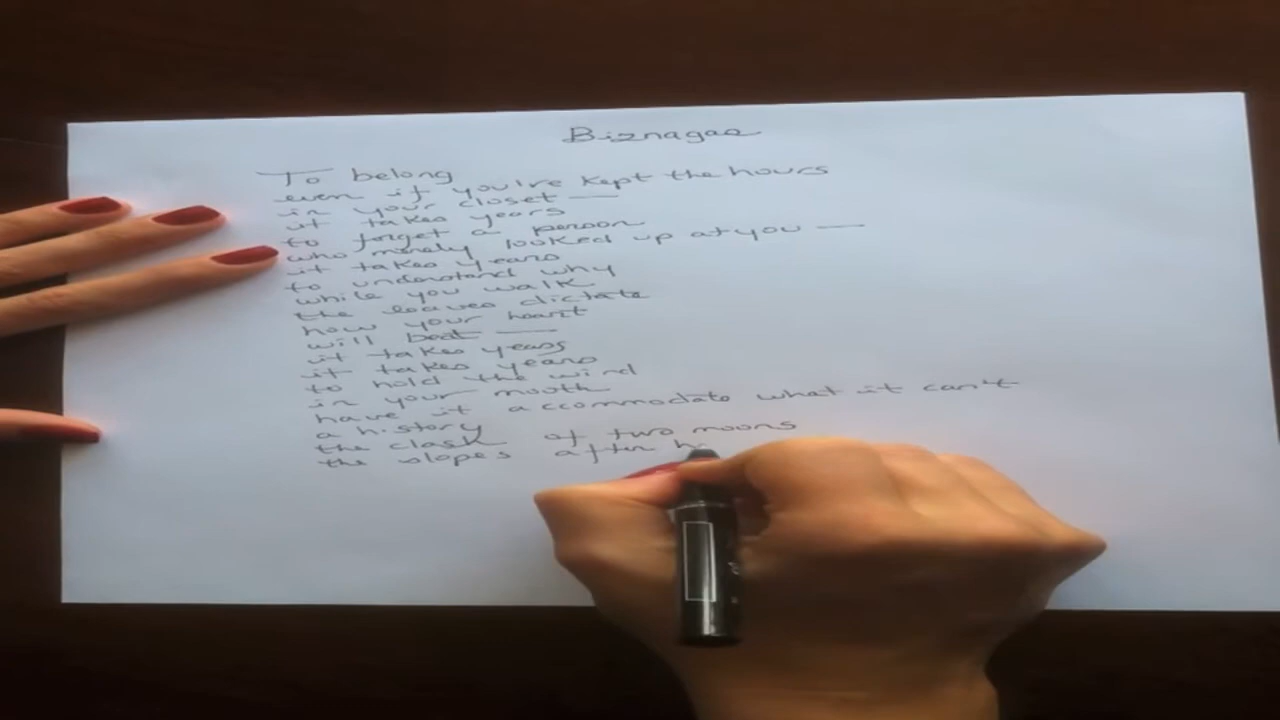 Biznagas
To belong
even if you're kept the hours
in your closet —
it takes years
to forget a person
who merely looked up at you —
it takes years
to understand why
while you walk
the leaves dictate
how your heart
will beat —
it takes years
it takes years
to hold the wind
in your mouth
have it accommodate what it can't
a history
the clash of two moons
the slopes after